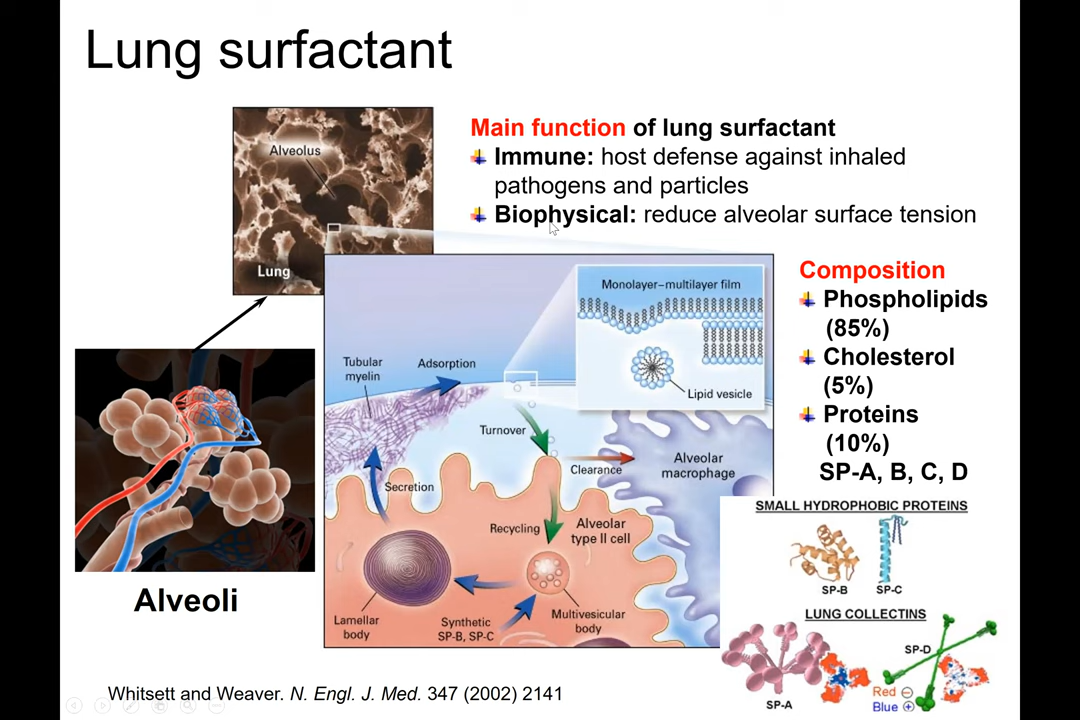 Lung surfactant
Alveolus
Lung
Main function of lung surfactant
Immune: host defense against inhaled
pathogens and particles
Biophysical: reduce alveolar surface tension
Composition
Phospholipids
(85%)
Cholesterol
(5%)
Proteins
(10%)
SP-A, B, C, D
Monolayer–multilayer film
Lipid vesicle
Tubular
myelin
Adsorption
Turnover
Clearance
Alveolar
macrophage
Secretion
Recycling
Alveolar
type II cell
Lamellar
body
Synthetic
SP-B, SP-C
Multivesicular
body
Alveoli
SMALL HYDROPHOBIC PROTEINS
SP-B
SP-C
LUNG COLLECTINS
SP-D
SP-A
Red −
Blue +
Whitsett and Weaver. N. Engl. J. Med. 347 (2002) 2141